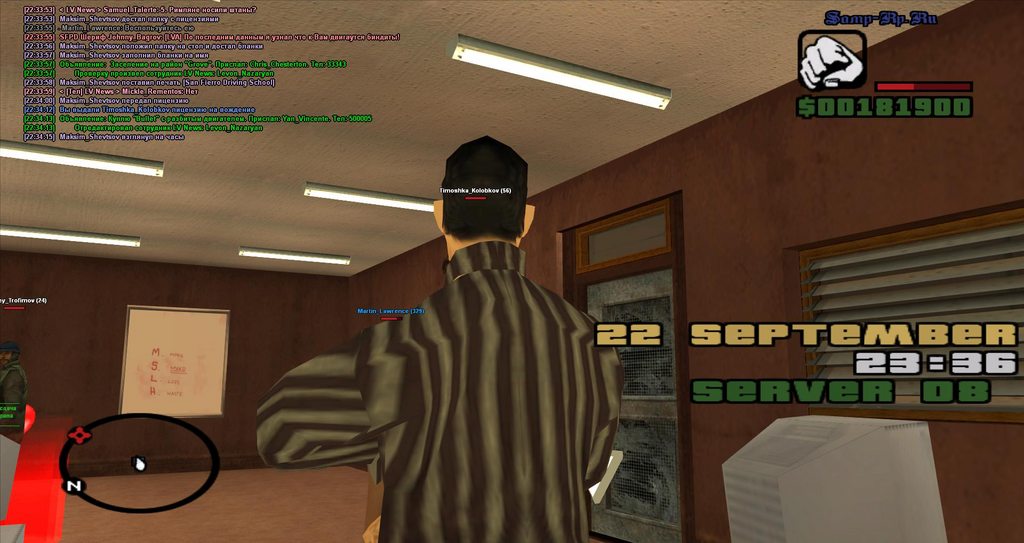 [22:33:53] < LV News > Samuel_Talerte-5. Римляне носили штаны?
[22:33:53] Maksim_Shevtsov достал папку с лицензиями
[22:33:55] - Martin_Lawrence: Воспользуйтесь ею
[22:33:55] SFPD Шериф Johnny_Bagrov: [LVA] По последним данным я узнал что к Вам двигаутся бандиты!
[22:33:56] Maksim_Shevtsov положил папку на стол и достал бланки
[22:33:57] Maksim_Shevtsov заполнил бланки на имя
[22:33:57] Объявление: Заселение на район "Grove". Прислал: Chris_Chesterton. Тел: 33343
[22:33:57] Проверку произвел сотрудник LV News: Levon_Nazaryan
[22:33:58] Maksim_Shevtsov поставил печать [San Fierro Driving School]
[22:33:59] < [Тел] LV News > Mickle_Rementos: Нет
[22:34:00] Maksim_Shevtsov передал лицензию
[22:34:12] Вы выдали Timoshka_Kolobkov лицензию на вождение
[22:34:13] Объявление: Куплю "Bullet" с разбитым двигателем. Прислал: Yan_Vincente. Тел: 500005
[22:34:13] Отредактировал сотрудник LV News: Levon_Nazaryan
[22:34:15] Maksim_Shevtsov взглянул на часы
Samp-Rp.Ru
$00181900
Timoshka_Kolobkov (56)
ey_Trofimov (24)
Martin_Lawrence (329)
22 September
23:36
Server 08
M
S
L
H
N